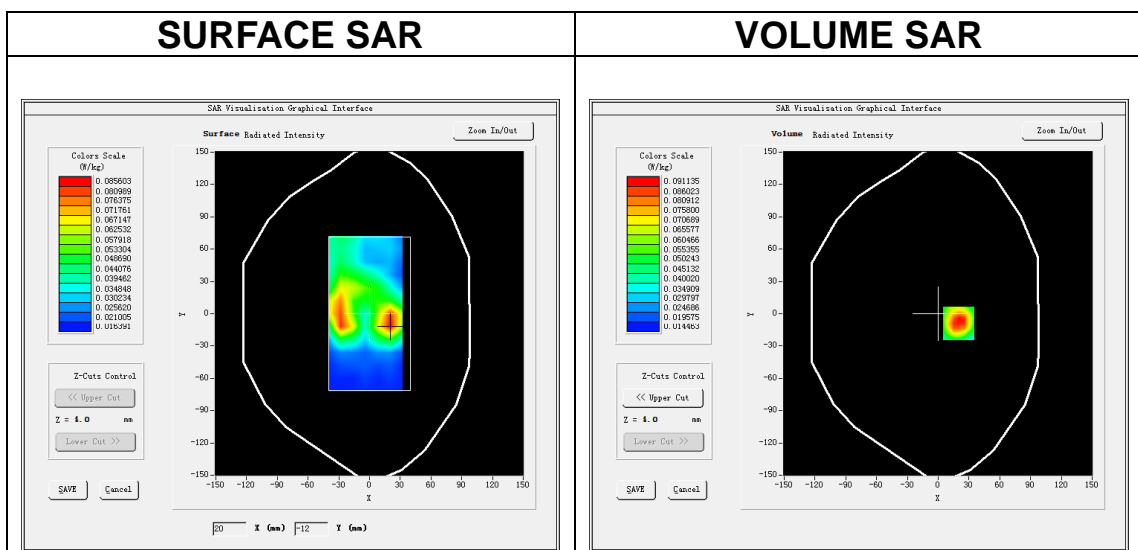 SURFACE SAR
VOLUME SAR
SAR Visualisation Graphical Interface
Surface Radiated Intensity
Zoom In/Out
Colors Scale
(W/kg)
0.085603
0.080989
0.076375
0.071761
0.067147
0.062532
0.057918
0.053304
0.048690
0.044076
0.039462
0.034848
0.030234
0.025620
0.021005
0.016391
Z-Cuts Control
<< Upper Cut
Z = 4.0 mm
Lower Cut >>
SAVE
Cancel
150
120
90
60
30
0
-30
-60
-90
-120
-150
Y
-150 -120 -90 -60 -30 0 30 60 90 120 150
X
20 X (mm) -12 Y (mm)
SAR Visualisation Graphical Interface
Volume Radiated Intensity
Zoom In/Out
Colors Scale
(W/kg)
0.091135
0.086023
0.080912
0.075800
0.070689
0.065577
0.060466
0.055355
0.050243
0.045132
0.040020
0.034909
0.029797
0.024686
0.019575
0.014463
Z-Cuts Control
<< Upper Cut
Z = 4.0 mm
Lower Cut >>
SAVE
Cancel
150
120
90
60
30
0
-30
-60
-90
-120
-150
Y
-150 -120 -90 -60 -30 0 30 60 90 120 150
X